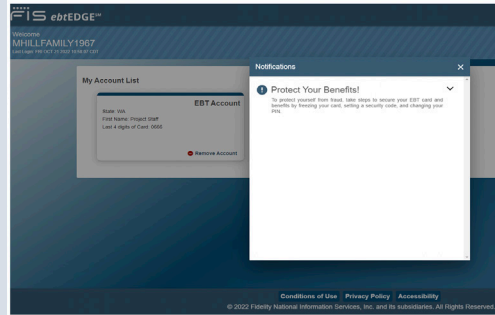 FIS ebtEDGE℠
Welcome
MHILLFAMILY1967
My Account List
EBT Account
State: WA
First Name: Project Staff
Last 4 digits of Card:
Remove Account
Notifications
Protect Your Benefits!
To protect yourself from fraud, take steps to secure your EBT card and
benefits by freezing your card, setting a security code, and changing your
PIN.
Conditions of Use Privacy Policy Accessibility
© 2022 Fidelity National Information Services, Inc. and its subsidiaries. All Rights Reserved